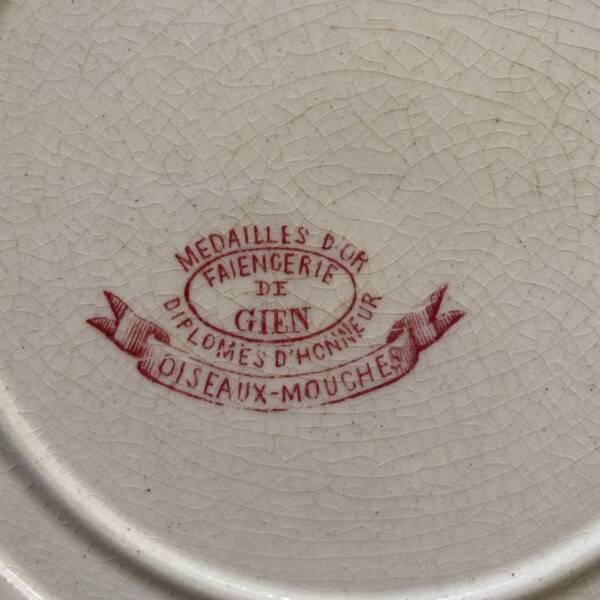 MEDAILLES D'OR
FAIENCERIE
DE
GIEN
DIPLOMES D'HONNEUR
OISEAUX-MOUCHES